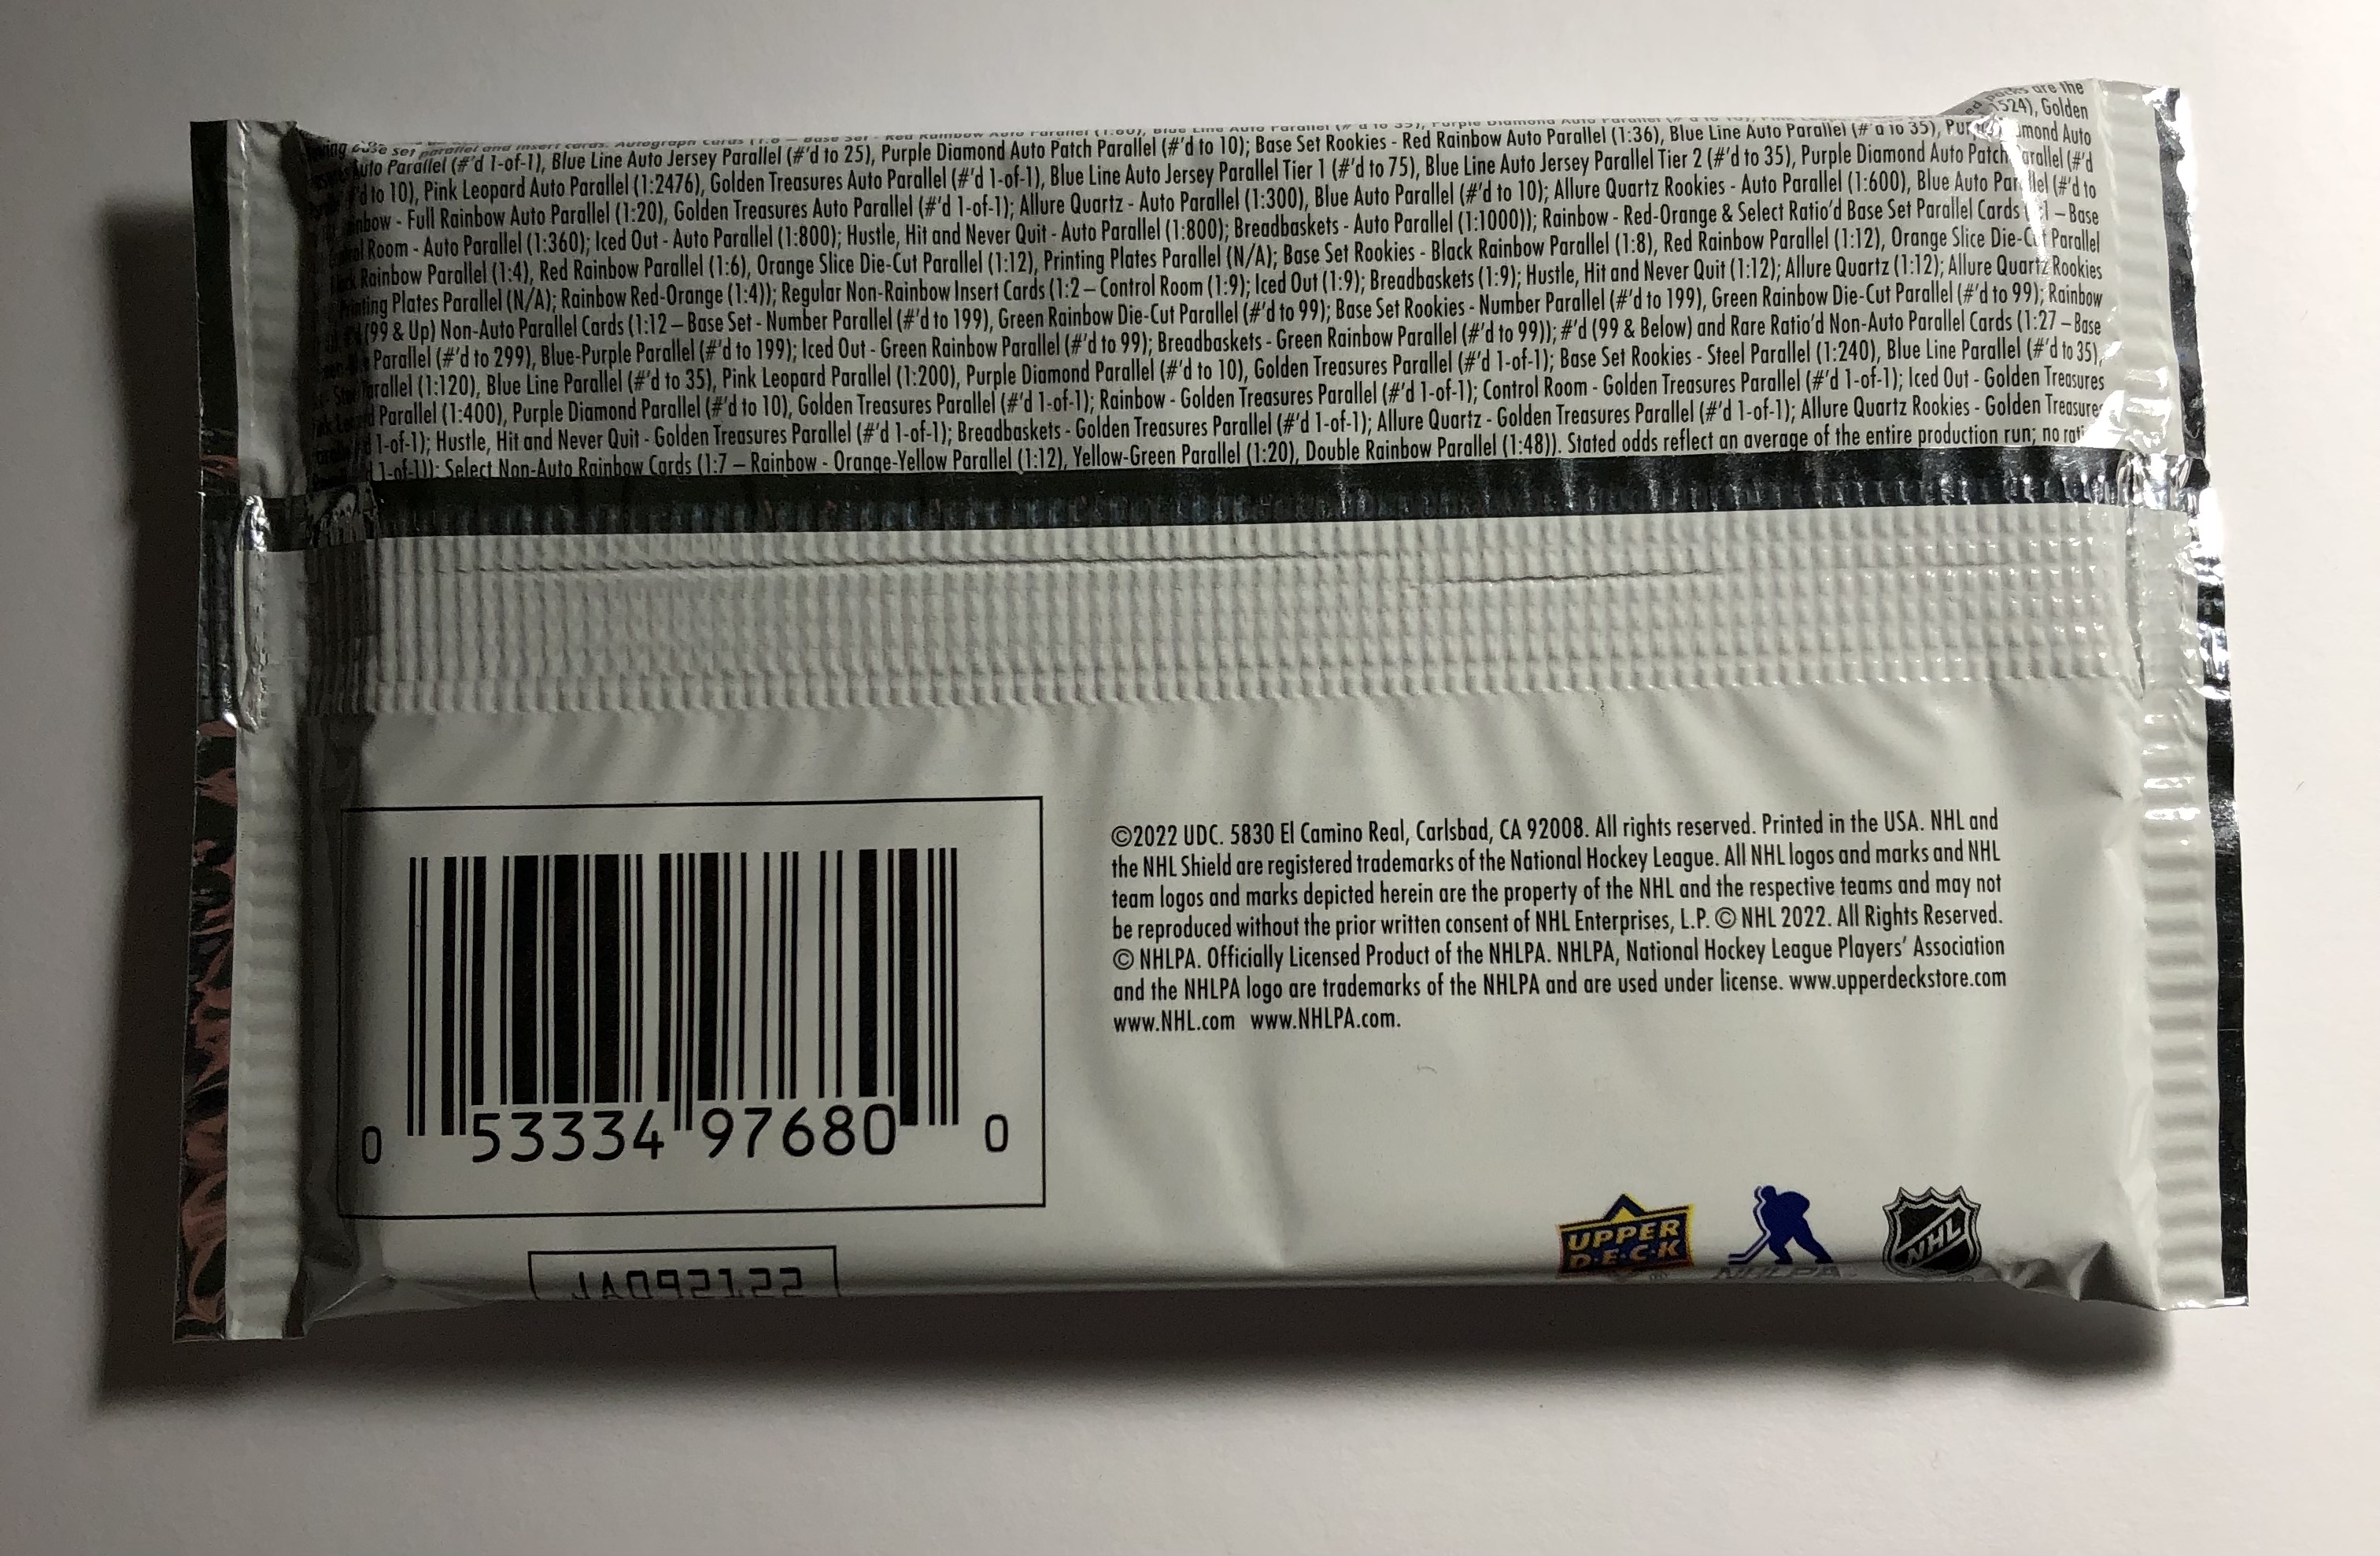 set parallel and insert cards. Autograph Cards (1:8 – Base Set - Red Rainbow Auto Parallel (1:60), Blue Line Auto Parallel (#'d to 35), Purple Diamond Auto Parallel
are the
1524), Golden
Auto Parallel (#'d 1-of-1), Blue Line Auto Jersey Parallel (#'d to 25), Purple Diamond Auto Patch Parallel (#'d to 10); Base Set Rookies - Red Rainbow Auto Parallel (1:36), Blue Line Auto Parallel (#'d to 35), Auto
'd to 10), Pink Leopard Auto Parallel (1:2476), Golden Treasures Auto Parallel (#'d 1-of-1), Blue Line Auto Jersey Parallel Tier 1 (#'d to 75), Blue Line Auto Jersey Parallel Tier 2 (#'d to 35), Purple Diamond Auto Patch Parallel (#'d
- Full Rainbow Auto Parallel (1:20), Golden Treasures Auto Parallel (#'d 1-of-1); Allure Quartz - Auto Parallel (1:300), Blue Auto Parallel (#'d to 10); Allure Quartz Rookies - Auto Parallel (1:600), Blue Auto Parallel (#'d to
Room - Auto Parallel (1:360); Iced Out - Auto Parallel (1:800); Hustle, Hit and Never Quit - Auto Parallel (1:800); Breadbaskets - Auto Parallel (1:1000)); Rainbow - Red-Orange & Select Ratio'd Base Set Parallel Cards – Base
Rainbow Parallel (1:4), Red Rainbow Parallel (1:6), Orange Slice Die-Cut Parallel (1:12), Printing Plates Parallel (N/A); Base Set Rookies - Black Rainbow Parallel (1:8), Red Rainbow Parallel (1:12), Orange Slice Die-Cut Parallel
Printing Plates Parallel (N/A); Rainbow Red-Orange (1:4)); Regular Non-Rainbow Insert Cards (1:2 – Control Room (1:9); Iced Out (1:9); Breadbaskets (1:9); Hustle, Hit and Never Quit (1:12); Allure Quartz (1:12); Allure Quartz Rookies
(99 & Up) Non-Auto Parallel Cards (1:12 – Base Set - Number Parallel (#'d to 199), Green Rainbow Die-Cut Parallel (#'d to 99); Base Set Rookies - Number Parallel (#'d to 199), Green Rainbow Die-Cut Parallel (#'d to 99); Rainbow
Parallel (#'d to 299), Blue-Purple Parallel (#'d to 199); Iced Out - Green Rainbow Parallel (#'d to 99); Breadbaskets - Green Rainbow Parallel (#'d to 99)); #'d (99 & Below) and Rare Ratio'd Non-Auto Parallel Cards (1:27 – Base
Parallel (1:120), Blue Line Parallel (#'d to 35), Pink Leopard Parallel (1:200), Purple Diamond Parallel (#'d to 10), Golden Treasures Parallel (#'d 1-of-1); Base Set Rookies - Steel Parallel (1:240), Blue Line Parallel (#'d to 35),
Parallel (1:400), Purple Diamond Parallel (#'d to 10), Golden Treasures Parallel (#'d 1-of-1); Rainbow - Golden Treasures Parallel (#'d 1-of-1); Control Room - Golden Treasures Parallel (#'d 1-of-1); Iced Out - Golden Treasures
1-of-1); Hustle, Hit and Never Quit - Golden Treasures Parallel (#'d 1-of-1); Breadbaskets - Golden Treasures Parallel (#'d 1-of-1); Allure Quartz - Golden Treasures Parallel (#'d 1-of-1); Allure Quartz Rookies - Golden Treasures
1-of-1)); Select Non-Auto Rainbow Cards (1:7 – Rainbow - Orange-Yellow Parallel (1:12), Yellow-Green Parallel (1:20), Double Rainbow Parallel (1:48)). Stated odds reflect an average of the entire production run; no
©2022 UDC. 5830 El Camino Real, Carlsbad, CA 92008. All rights reserved. Printed in the USA. NHL and
the NHL Shield are registered trademarks of the National Hockey League. All NHL logos and marks and NHL
team logos and marks depicted herein are the property of the NHL and the respective teams and may not
be reproduced without the prior written consent of NHL Enterprises, L.P. © NHL 2022. All Rights Reserved.
© NHLPA. Officially Licensed Product of the NHLPA. NHLPA, National Hockey League Players' Association
and the NHLPA logo are trademarks of the NHLPA and are used under license. www.upperdeckstore.com
www.NHL.com www.NHLPA.com.
0 53334 97680 0
JA092122
UPPER
D·E·C·K
NHLPA
NHL